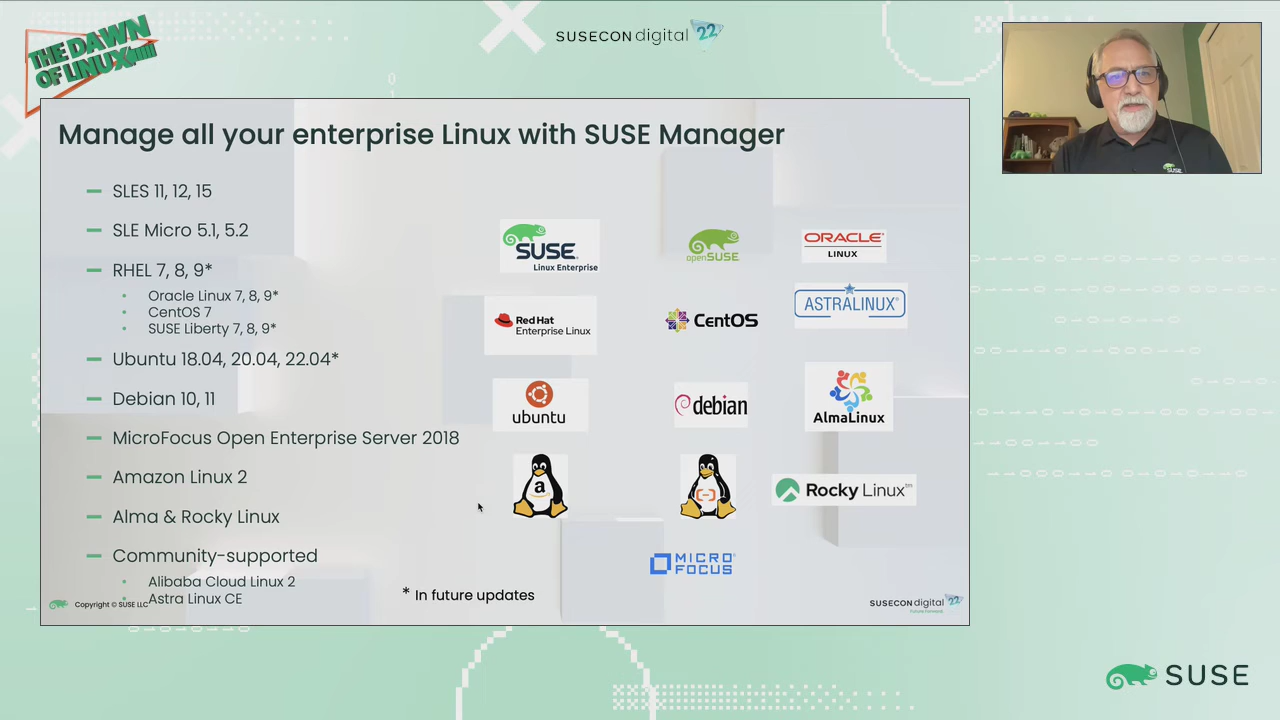 THE DAWN
OF LINUX
SUSECON digital 22
Manage all your enterprise Linux with SUSE Manager
SLES 11, 12, 15
SLE Micro 5.1, 5.2
RHEL 7, 8, 9*
Oracle Linux 7, 8, 9*
CentOS 7
SUSE Liberty 7, 8, 9*
Ubuntu 18.04, 20.04, 22.04*
Debian 10, 11
MicroFocus Open Enterprise Server 2018
Amazon Linux 2
Alma & Rocky Linux
Community-supported
Alibaba Cloud Linux 2
Astra Linux CE
SUSE
Linux Enterprise
openSUSE
ORACLE
LINUX
Red Hat
Enterprise Linux
CentOS
ASTRALINUX
ubuntu
debian
AlmaLinux
a
Rocky Linux™
MICRO
FOCUS
* In future updates
Copyright © SUSE LLC
SUSECON digital 22
SUSE
SUSE